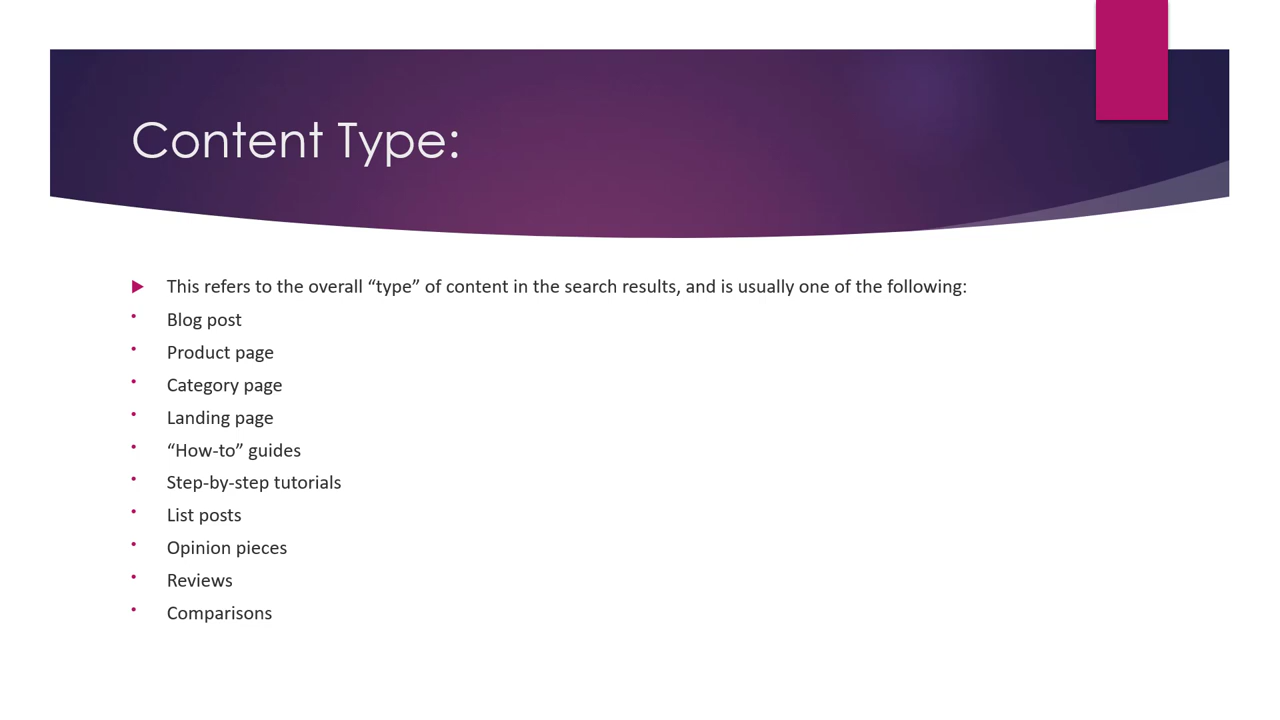 Content Type:
This refers to the overall “type” of content in the search results, and is usually one of the following:
Blog post
Product page
Category page
Landing page
“How-to” guides
Step-by-step tutorials
List posts
Opinion pieces
Reviews
Comparisons